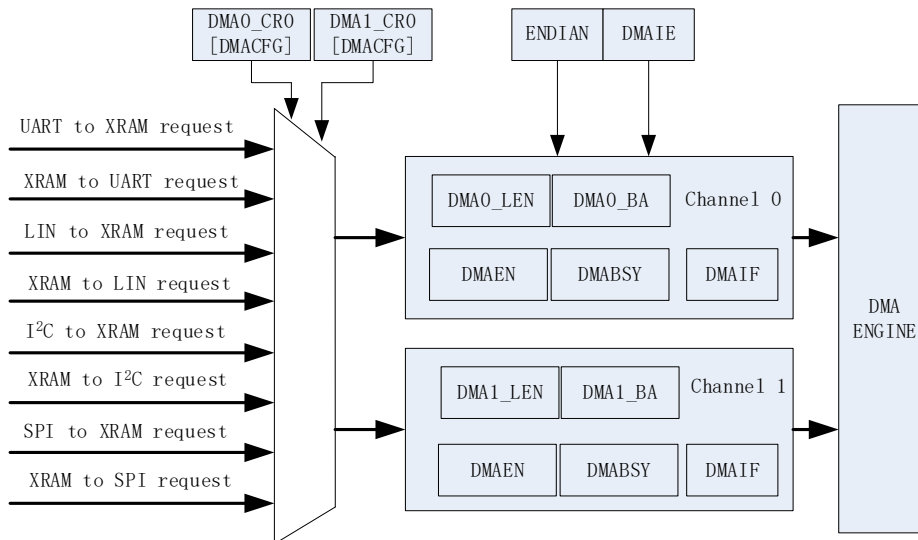 DMA0_CR0
[DMACFG]
DMA1_CR0
[DMACFG]
ENDIAN
DMAIE
UART to XRAM request
XRAM to UART request
LIN to XRAM request
XRAM to LIN request
I²C to XRAM request
XRAM to I²C request
SPI to XRAM request
XRAM to SPI request
DMA0_LEN
DMA0_BA
Channel 0
DMAEN
DMABSY
DMAIF
DMA1_LEN
DMA1_BA
Channel 1
DMAEN
DMABSY
DMAIF
DMA
ENGINE